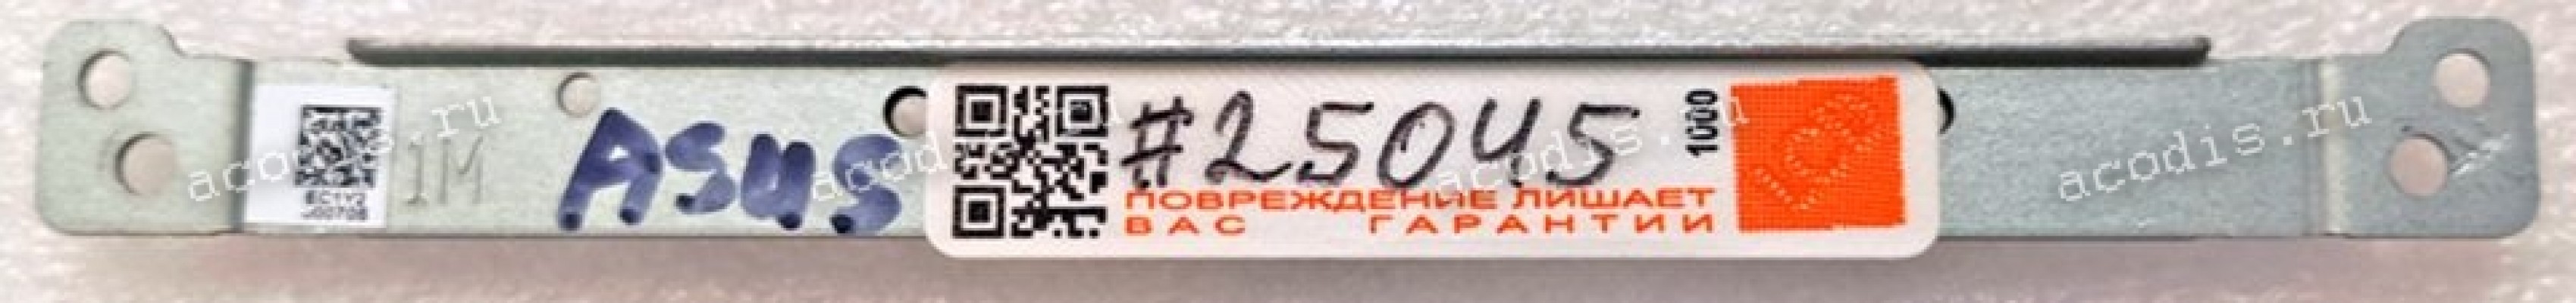 1M
ASUS
#25045
1000
ПОВРЕЖДЕНИЕ ЛИШАЕТ
ВАС ГАРАНТИИ
acodis.ru
acodis.ru
acodis.ru